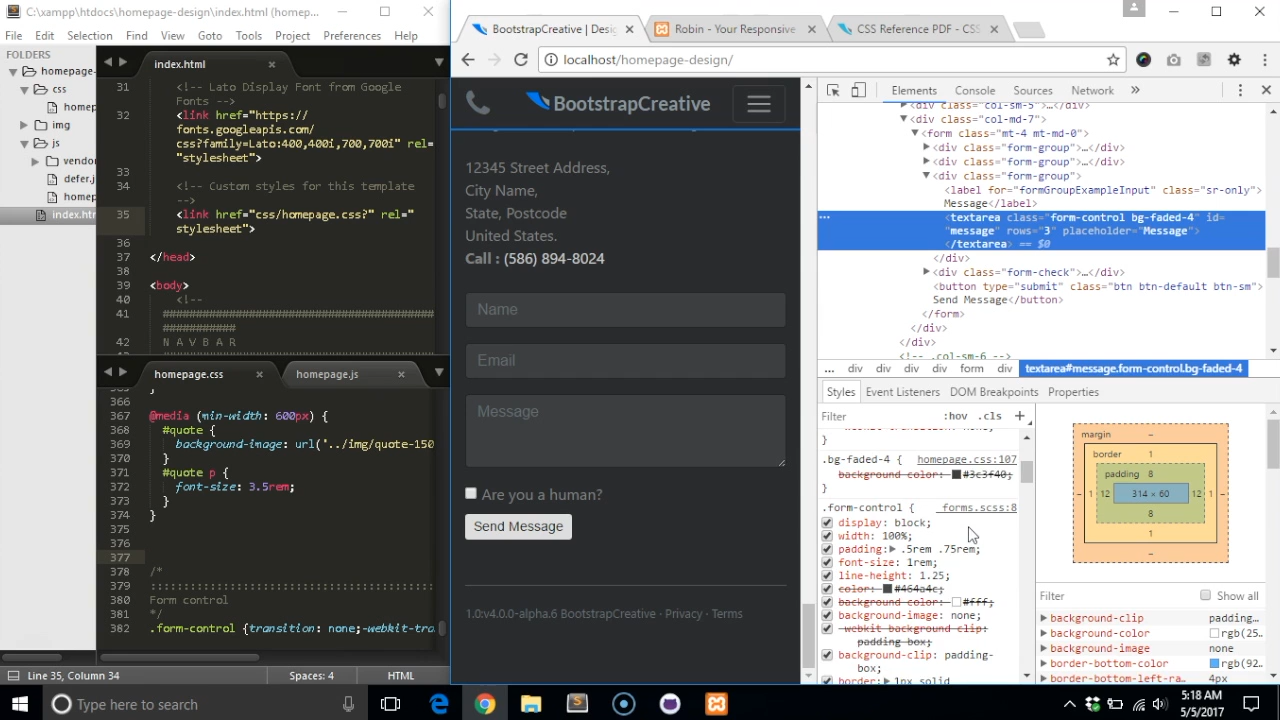 C:\xampp\htdocs\homepage-design\index.html (homep...
File Edit Selection Find View Goto Tools Project Preferences Help
FOLDERS
homepage-
css
homep
img
js
vendo
defer.j
homep
index.htm
index.html
31 <!-- Lato Display Font from Google
Fonts -->
32 <link href="https://
fonts.googleapis.com/
css?family=Lato:400,400i,700,700i" rel=
"stylesheet">
33
34 <!-- Custom styles for this template
-->
35 <link href="css/homepage.css?" rel="
stylesheet">
36
37 </head>
38
39 <body>
40 <!--
41 #####################################
##########
42 N A V B A R
homepage.css
homepage.js
365 }
366
367 @media (min-width: 600px) {
368 #quote {
369 background-image: url('../img/quote-150
370 }
371 #quote p {
372 font-size: 3.5rem;
373 }
374 }
375
376
377
378 /*
379 ::::::::::::::::::::::::::::::::::::::
380 Form control
381 */
382 .form-control {transition: none;-webkit-tra
Line 35, Column 34
Spaces: 4
HTML
BootstrapCreative | Desi
Robin - Your Responsive
CSS Reference PDF - CSS
localhost/homepage-design/
BootstrapCreative
12345 Street Address,
City Name,
State, Postcode
United States.
Call : (586) 894-8024
Name
Email
Message
Are you a human?
Send Message
1.0:v4.0.0-alpha.6 BootstrapCreative · Privacy · Terms
Elements Console Sources Network »
<div class="col-sm-5">…</div>
<div class="col-md-7">
<form class="mt-4 mt-md-0">
<div class="form-group">…</div>
<div class="form-group">…</div>
<div class="form-group">
<label for="formGroupExampleInput" class="sr-only">
Message</label>
<textarea class="form-control bg-faded-4" id=
"message" rows="3" placeholder="Message">
</textarea> == $0
</div>
<div class="form-check">…</div>
<button type="submit" class="btn btn-default btn-sm">
Send Message</button>
</form>
</div>
</div>
<!-- .col-sm-6 -->
... div div div form div textarea#message.form-control.bg-faded-4
Styles Event Listeners DOM Breakpoints Properties
Filter :hov .cls +
}
.bg-faded-4 { homepage.css:107
background-color: #3c3f40;
}
.form-control { _forms.scss:8
display: block;
width: 100%;
padding: .5rem .75rem;
font-size: 1rem;
line-height: 1.25;
color: #464a4c;
background-color: #fff;
background-image: none;
-webkit-background-clip:
padding-box;
background-clip: padding-
box;
border: 1px solid
margin –
border 1
padding 8
– 1 12 314 × 60 12 1 –
8
1
–
Filter Show all
background-clip padding…
background-color rgb(25…
background-image none
border-bottom-color rgb(92…
border-bottom-left-ra… 4px
Type here to search
5:18 AM
5/5/2017